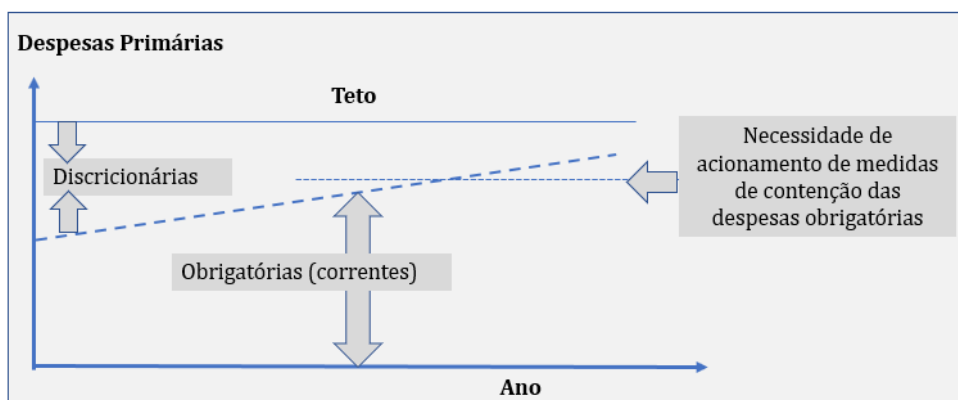 Despesas Primárias
Teto
Discricionárias
Necessidade de
acionamento de medidas
de contenção das
despesas obrigatórias
Obrigatórias (correntes)
Ano